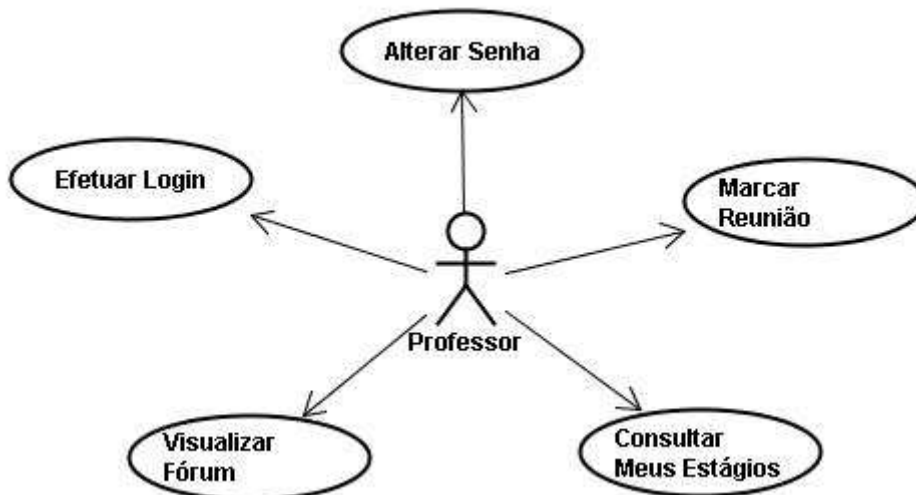 Alterar Senha
Efetuar Login
Marcar
Reunião
Professor
Visualizar
Fórum
Consultar
Meus Estágios